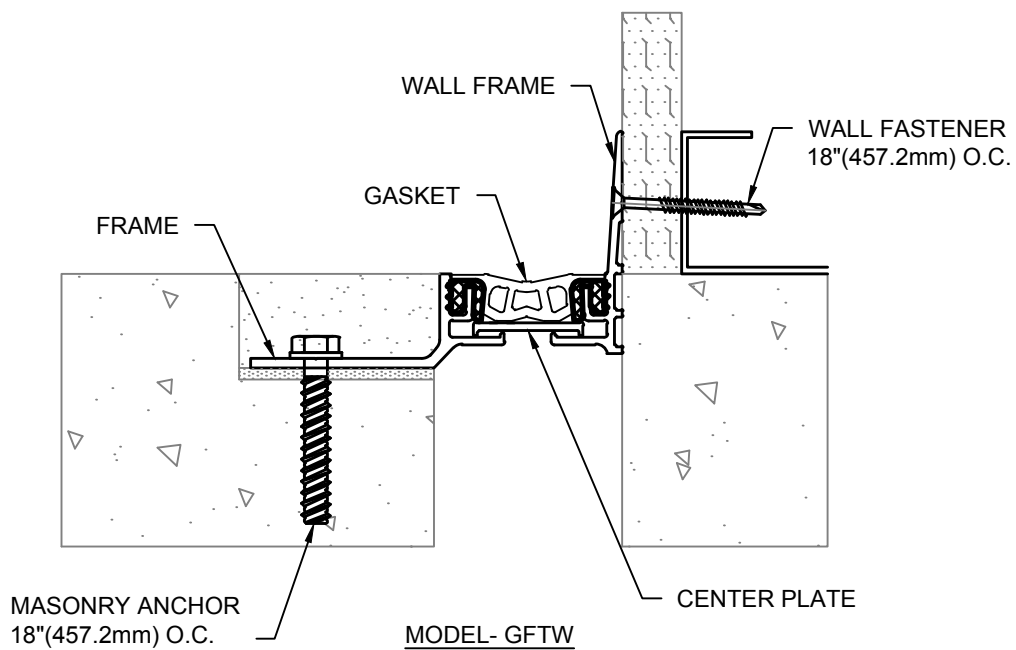 WALL FRAME
WALL FASTENER
18"(457.2mm) O.C.
GASKET
FRAME
MASONRY ANCHOR
18"(457.2mm) O.C.
CENTER PLATE
MODEL- GFTW